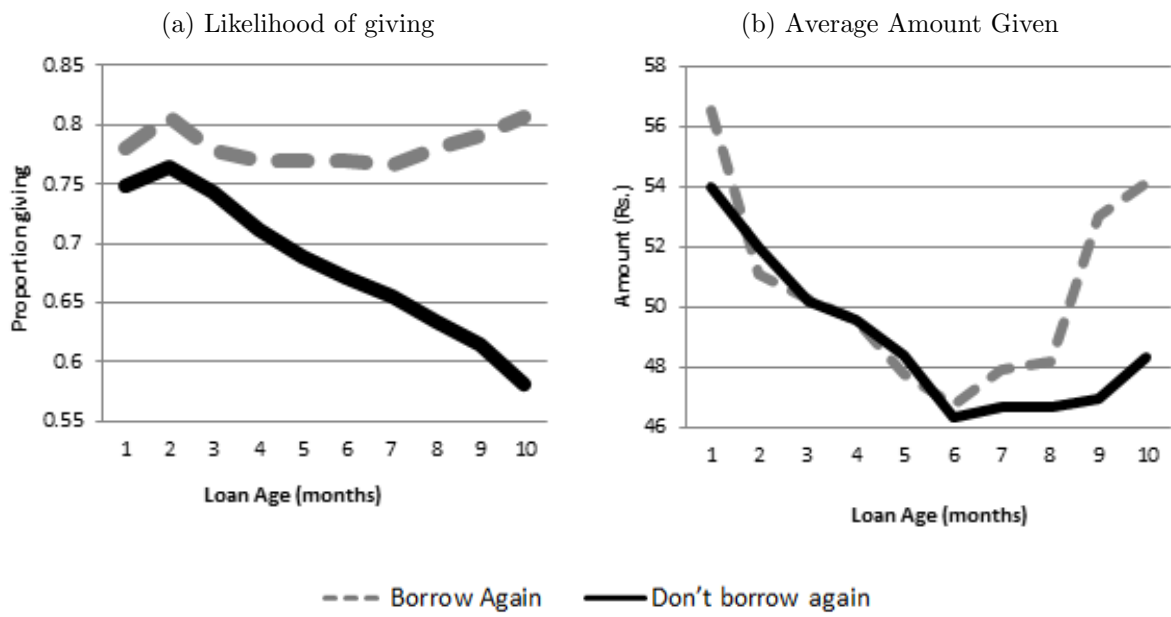 (a) Likelihood of giving
Proportion giving
0.85
0.8
0.75
0.7
0.65
0.6
0.55
1 2 3 4 5 6 7 8 9 10
Loan Age (months)
(b) Average Amount Given
Amount (Rs.)
58
56
54
52
50
48
46
1 2 3 4 5 6 7 8 9 10
Loan Age (months)
Borrow Again Don't borrow again